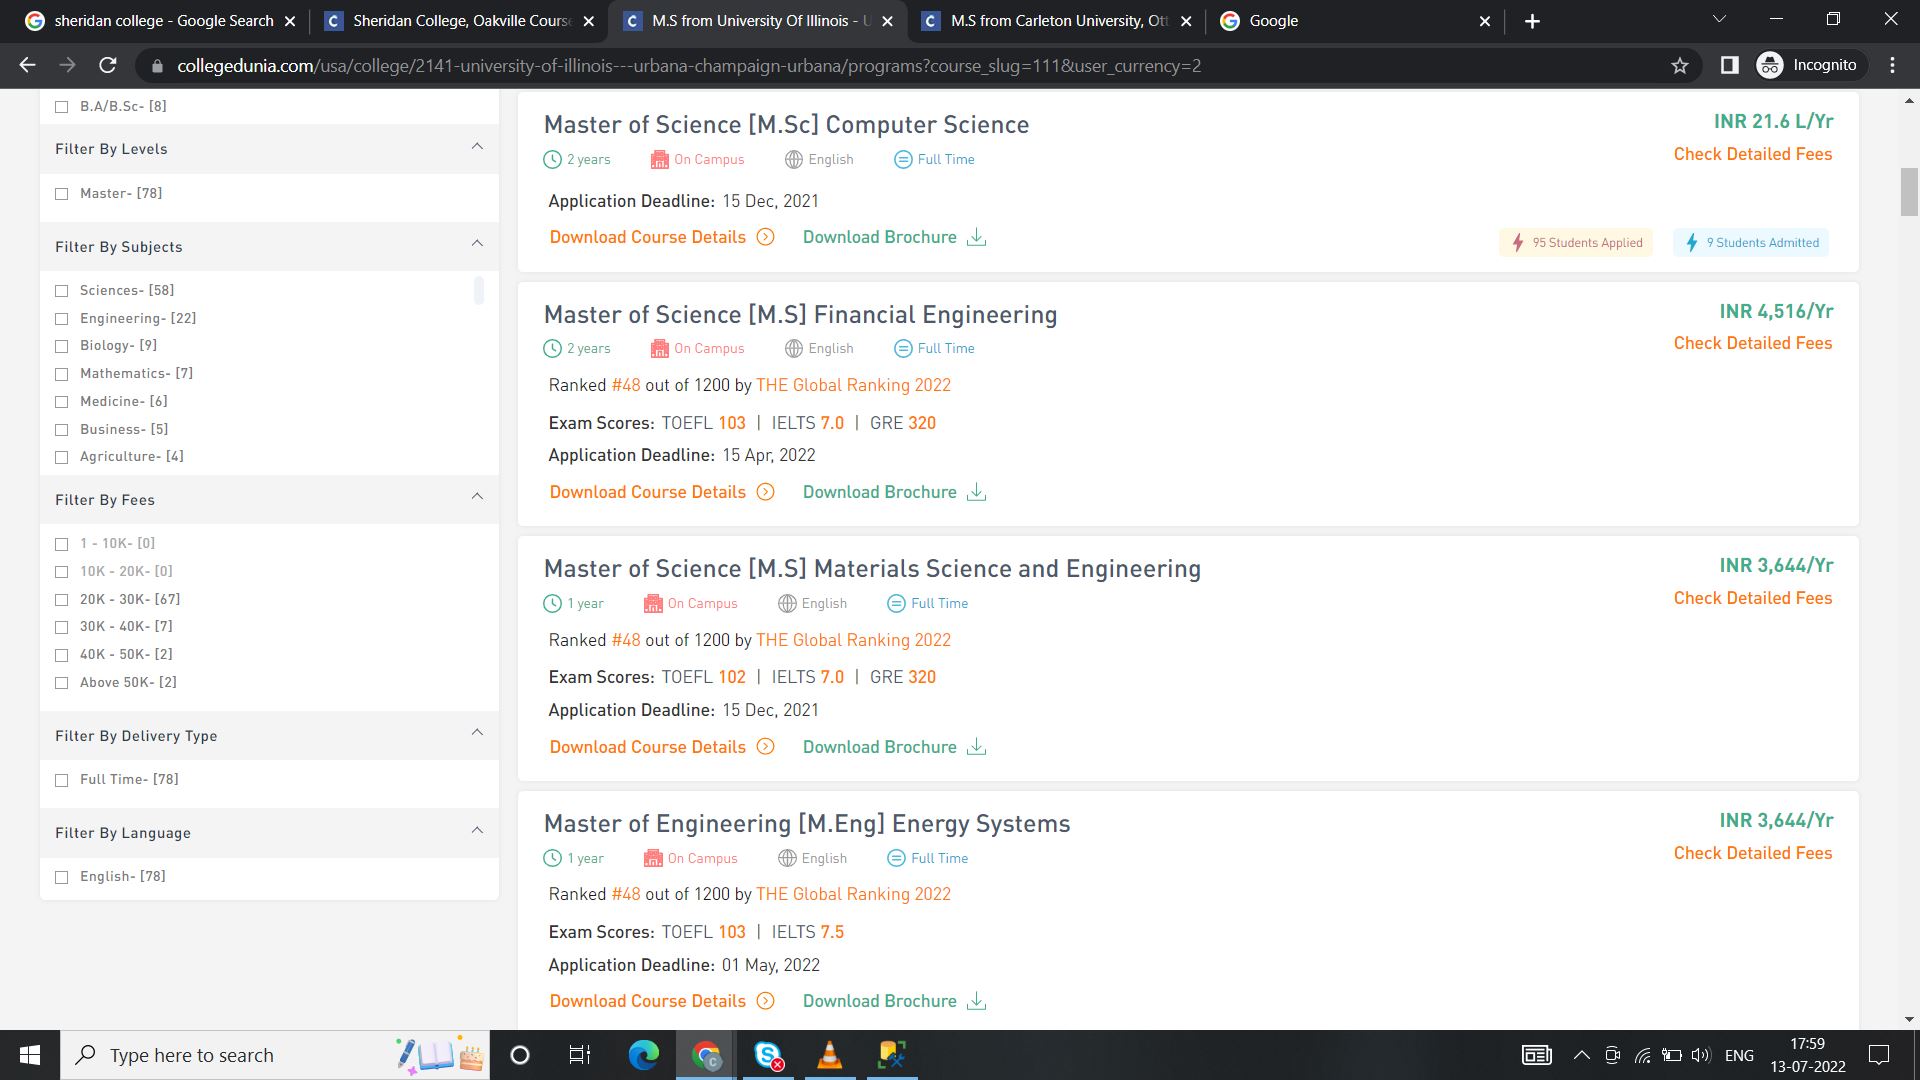 sheridan college - Google Search
Sheridan College, Oakville Course
M.S from University Of Illinois - U
M.S from Carleton University, Ott
Google
collegedunia.com/usa/college/2141-university-of-illinois---urbana-champaign-urbana/programs?course_slug=111&user_currency=2
Incognito
B.A/B.Sc- [8]
Filter By Levels
Master- [78]
Filter By Subjects
Sciences- [58]
Engineering- [22]
Biology- [9]
Mathematics- [7]
Medicine- [6]
Business- [5]
Agriculture- [4]
Filter By Fees
1 - 10K- [0]
10K - 20K- [0]
20K - 30K- [67]
30K - 40K- [7]
40K - 50K- [2]
Above 50K- [2]
Filter By Delivery Type
Full Time- [78]
Filter By Language
English- [78]
Master of Science [M.Sc] Computer Science
INR 21.6 L/Yr
2 years On Campus English Full Time
Check Detailed Fees
Application Deadline: 15 Dec, 2021
Download Course Details Download Brochure
95 Students Applied 9 Students Admitted
Master of Science [M.S] Financial Engineering
INR 4,516/Yr
2 years On Campus English Full Time
Check Detailed Fees
Ranked #48 out of 1200 by THE Global Ranking 2022
Exam Scores: TOEFL 103 | IELTS 7.0 | GRE 320
Application Deadline: 15 Apr, 2022
Download Course Details Download Brochure
Master of Science [M.S] Materials Science and Engineering
INR 3,644/Yr
1 year On Campus English Full Time
Check Detailed Fees
Ranked #48 out of 1200 by THE Global Ranking 2022
Exam Scores: TOEFL 102 | IELTS 7.0 | GRE 320
Application Deadline: 15 Dec, 2021
Download Course Details Download Brochure
Master of Engineering [M.Eng] Energy Systems
INR 3,644/Yr
1 year On Campus English Full Time
Check Detailed Fees
Ranked #48 out of 1200 by THE Global Ranking 2022
Exam Scores: TOEFL 103 | IELTS 7.5
Application Deadline: 01 May, 2022
Download Course Details Download Brochure
Type here to search
ENG
17:59
13-07-2022